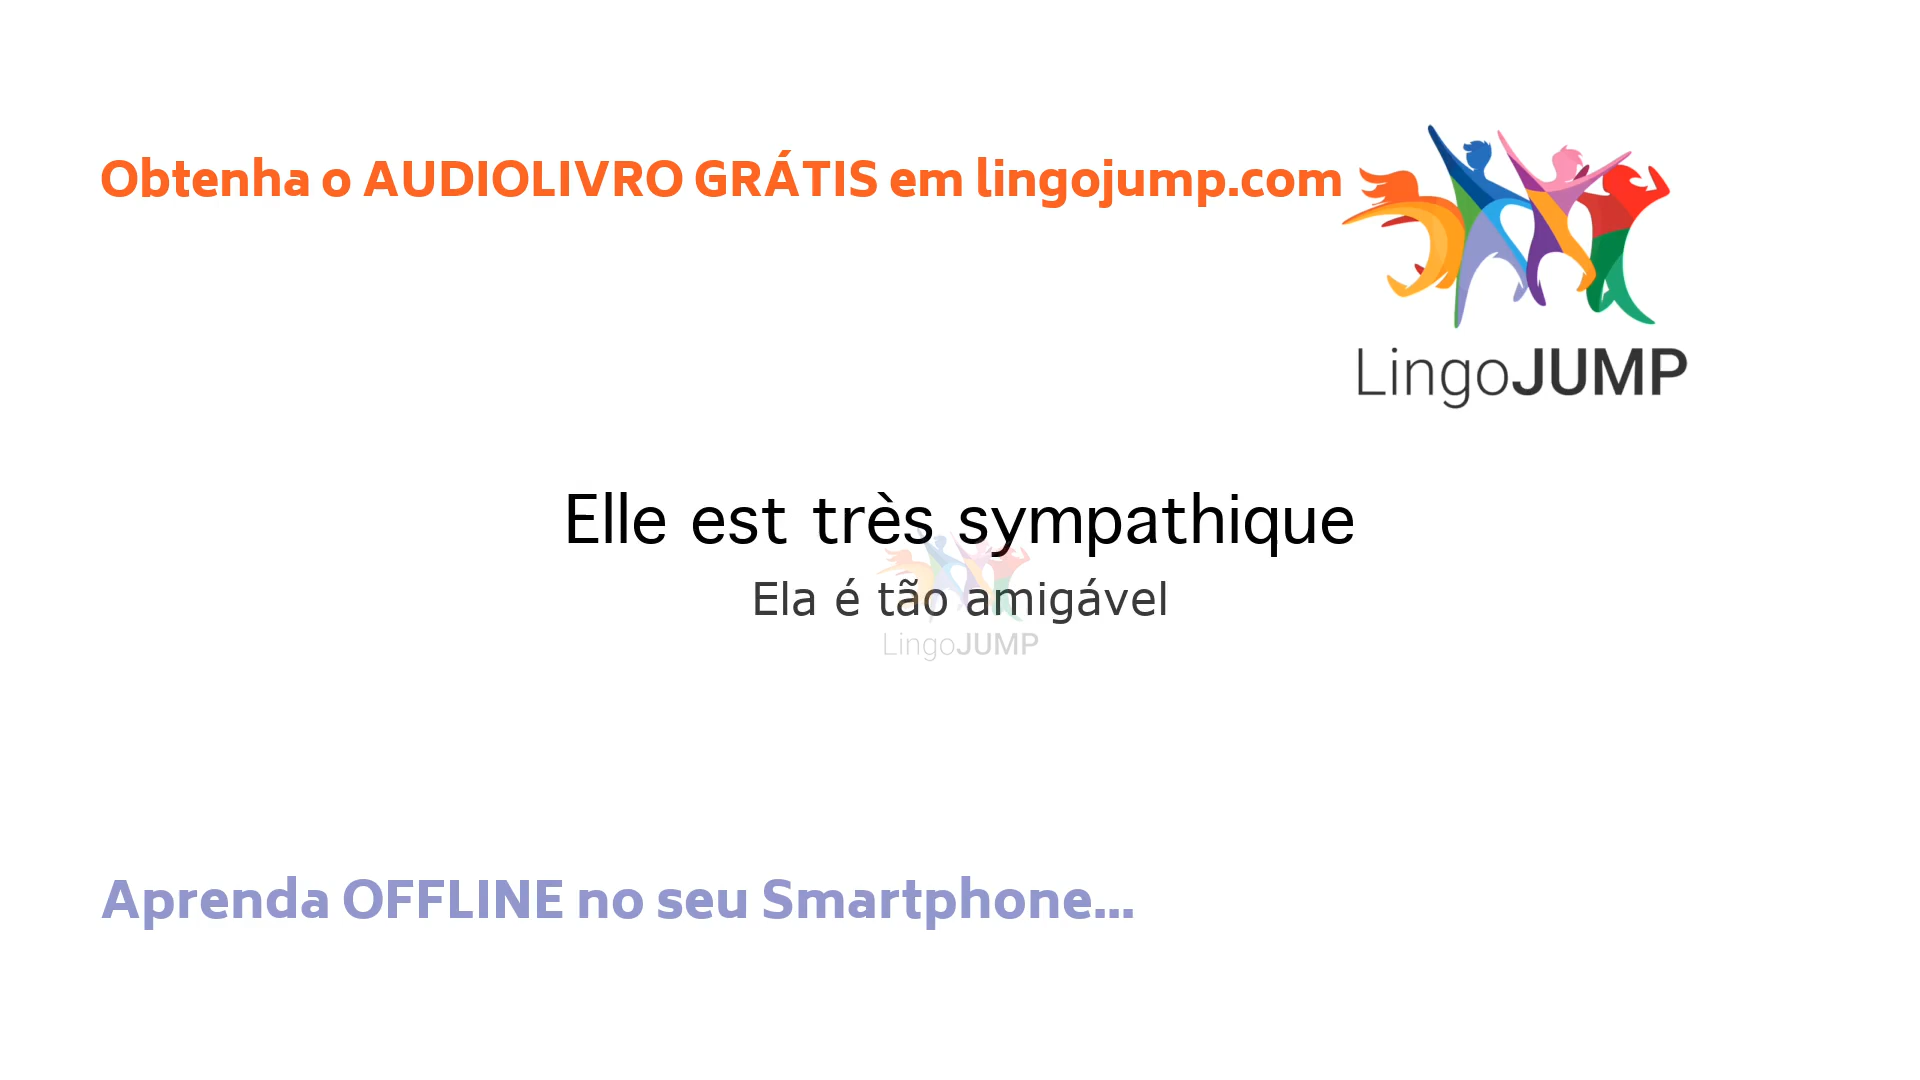 Obtenha o AUDIOLIVRO GRÁTIS em lingojump.com
LingoJUMP
Elle est très sympathique
Ela é tão amigável
LingoJUMP
Aprenda OFFLINE no seu Smartphone...